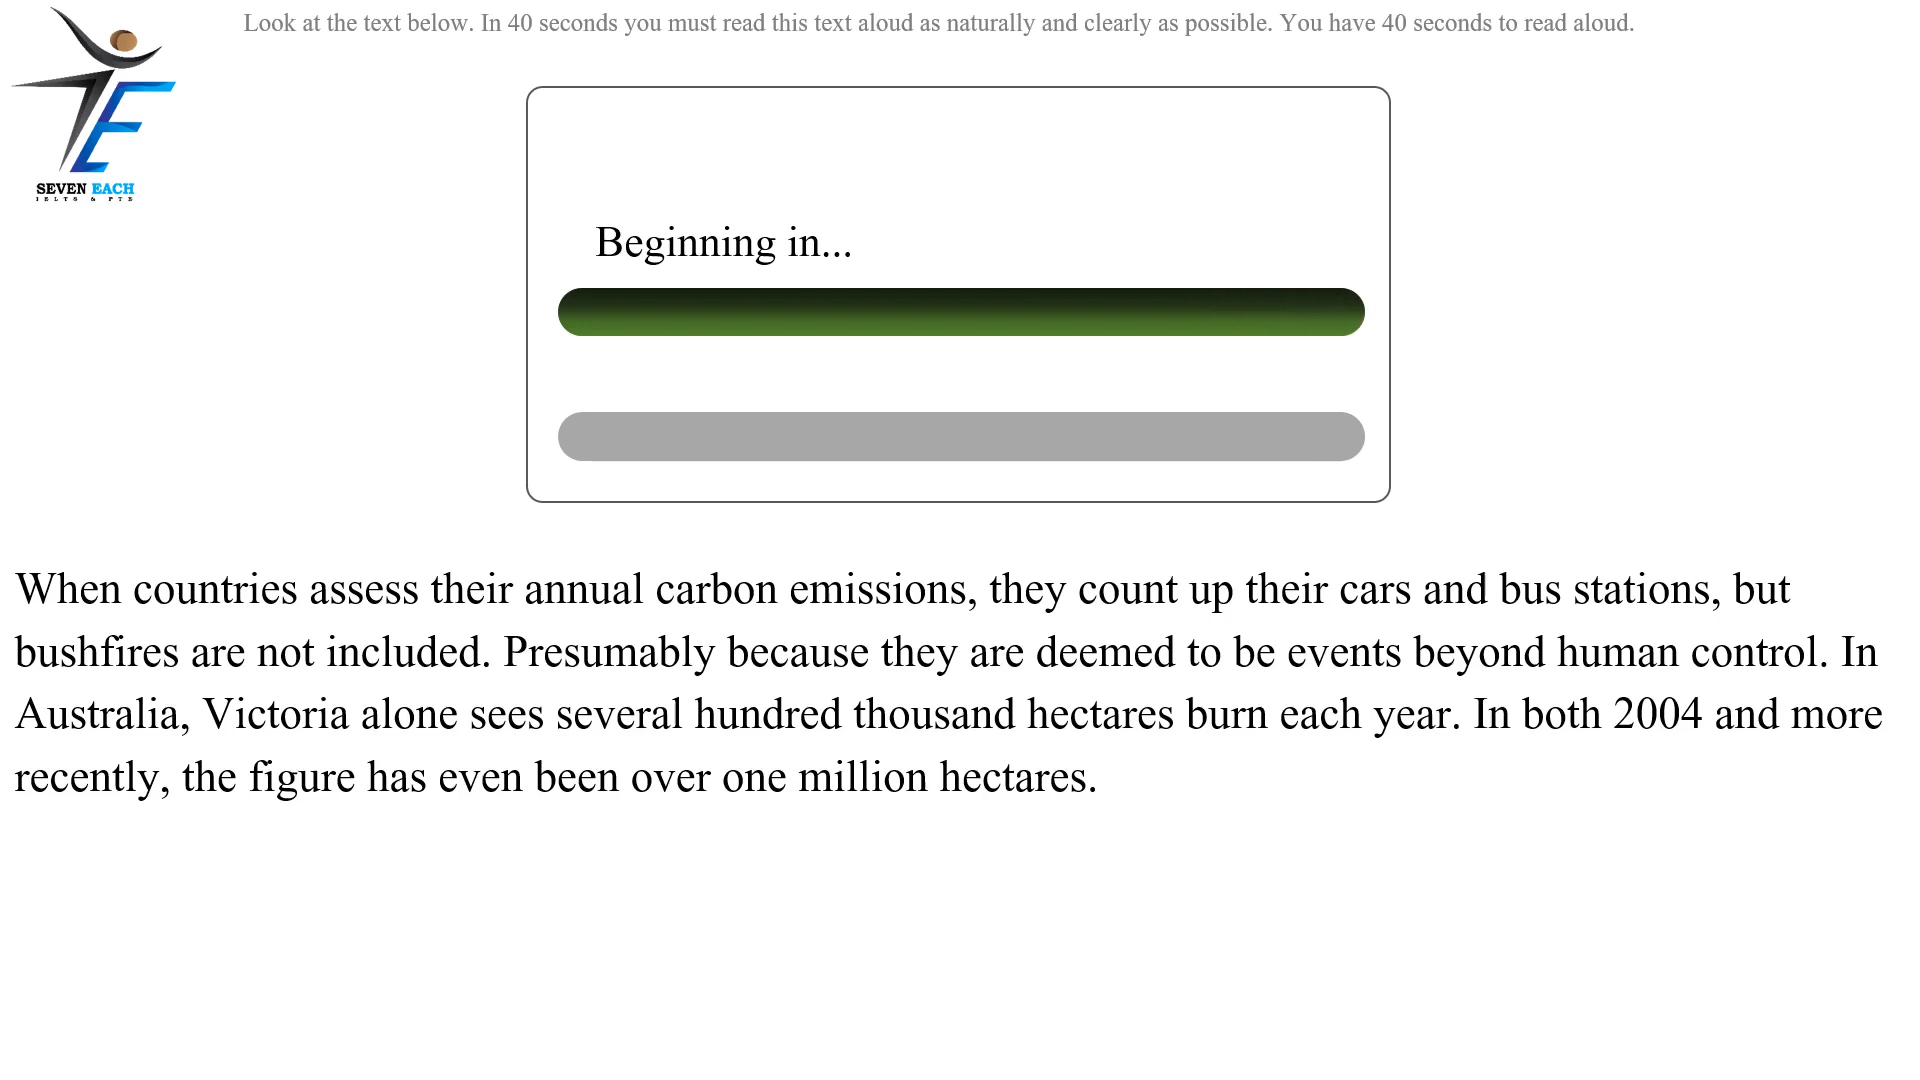 Look at the text below. In 40 seconds you must read this text aloud as naturally and clearly as possible. You have 40 seconds to read aloud.
SEVEN EACH
IELTS & PTE
Beginning in...
When countries assess their annual carbon emissions, they count up their cars and bus stations, but
bushfires are not included. Presumably because they are deemed to be events beyond human control. In
Australia, Victoria alone sees several hundred thousand hectares burn each year. In both 2004 and more
recently, the figure has even been over one million hectares.